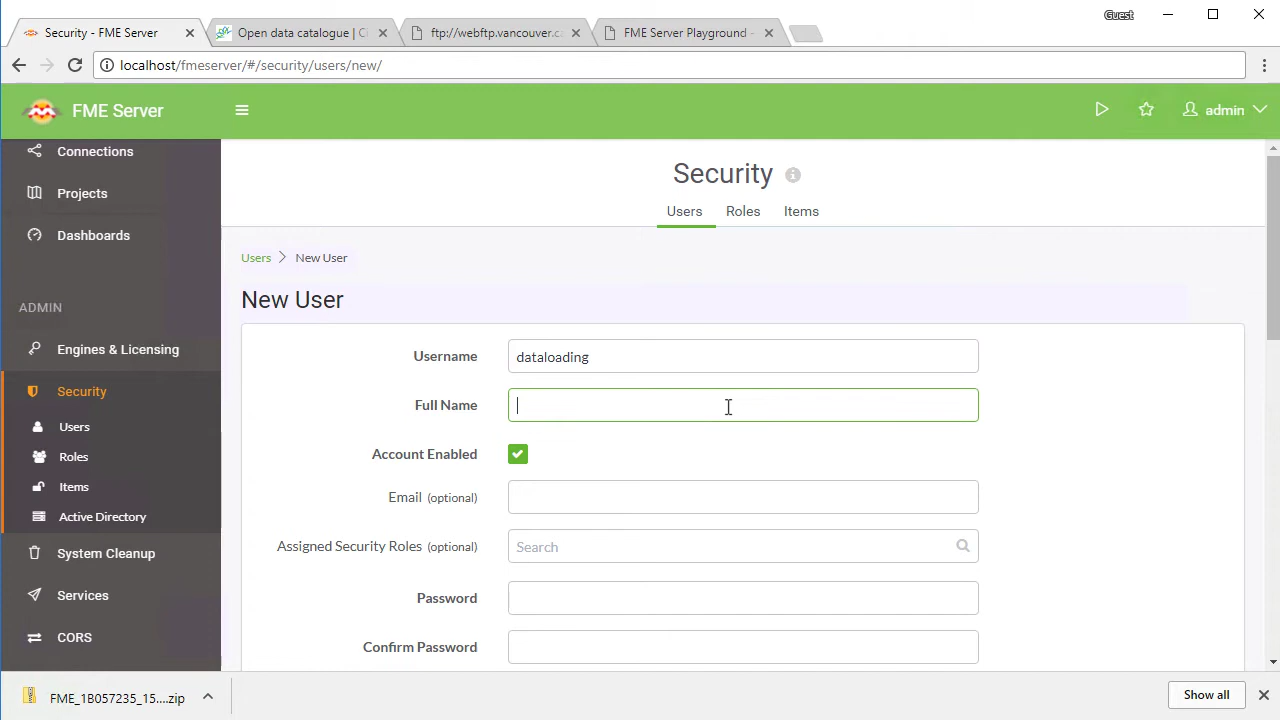 Guest
Security - FME Server
Open data catalogue | Ci
ftp://webftp.vancouver.c
FME Server Playground -
localhost/fmeserver/#/security/users/new/
FME Server
admin
Connections
Projects
Dashboards
ADMIN
Engines & Licensing
Security
Users
Roles
Items
Active Directory
System Cleanup
Services
CORS
Security
Users Roles Items
Users > New User
New User
Username dataloading
Full Name
Account Enabled
Email (optional)
Assigned Security Roles (optional) Search
Password
Confirm Password
FME_1B057235_15....zip
Show all